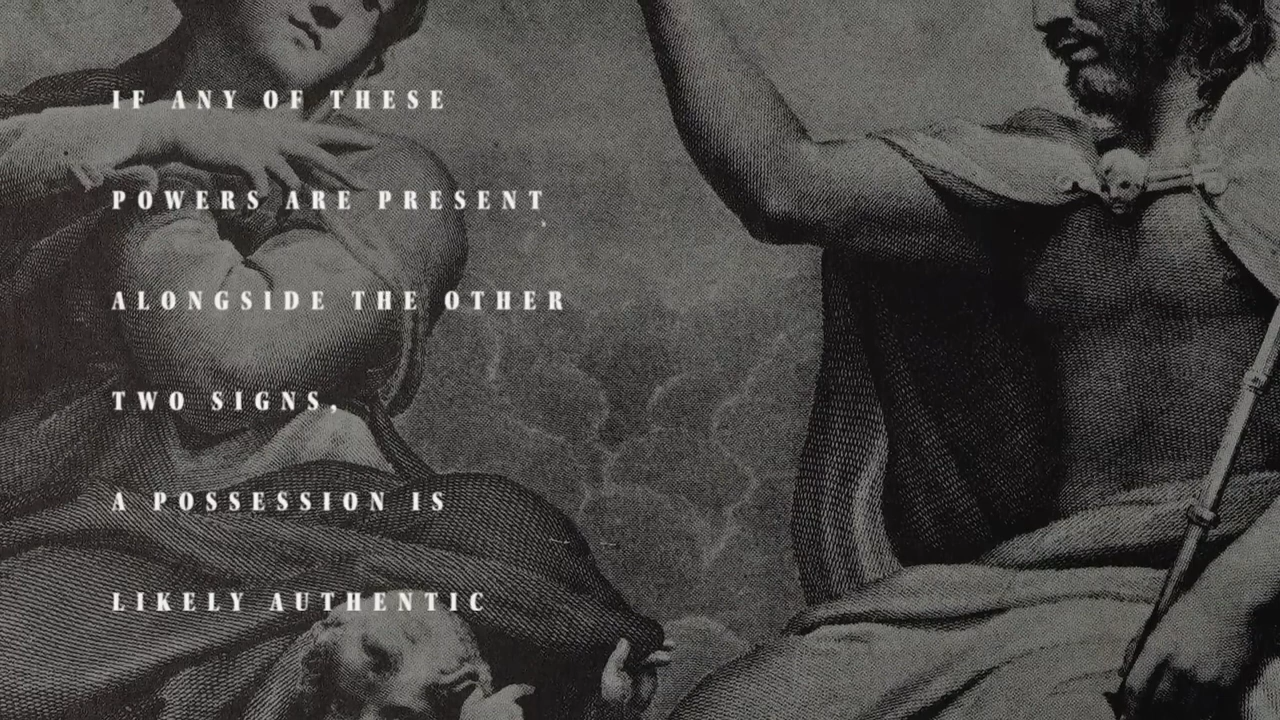 IF ANY OF THESE
POWERS ARE PRESENT
ALONGSIDE THE OTHER
TWO SIGNS,
A POSSESSION IS
LIKELY AUTHENTIC